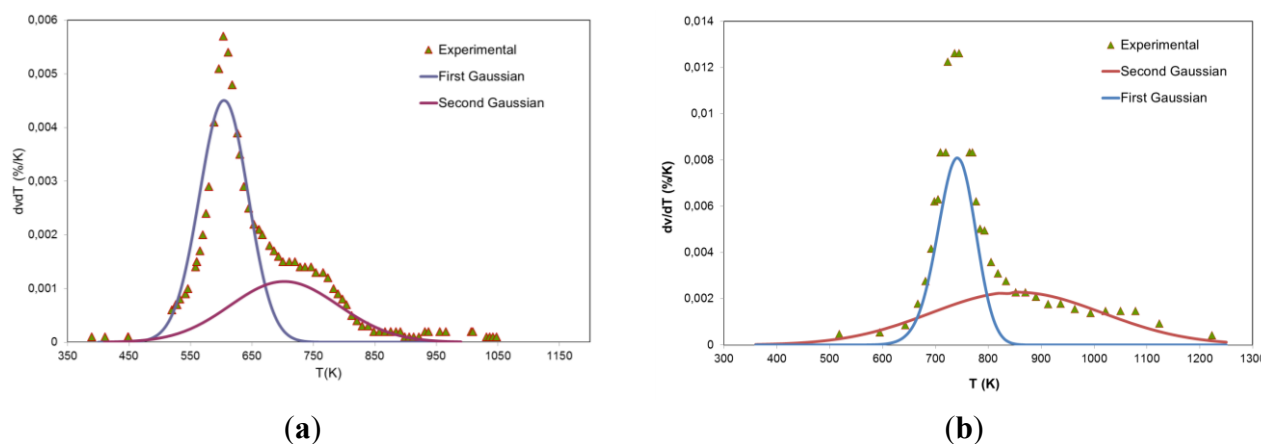 0,006
0,005
0,004
0,003
0,002
0,001
0
dvdT (%/K)
350 450 550 650 750 850 950 1050 1150
T(K)
Experimental
First Gaussian
Second Gaussian
(a)
0,014
0,012
0,01
0,008
0,006
0,004
0,002
0
dv/dT (%/K)
300 400 500 600 700 800 900 1000 1100 1200 1300
T (K)
Experimental
Second Gaussian
First Gaussian
(b)